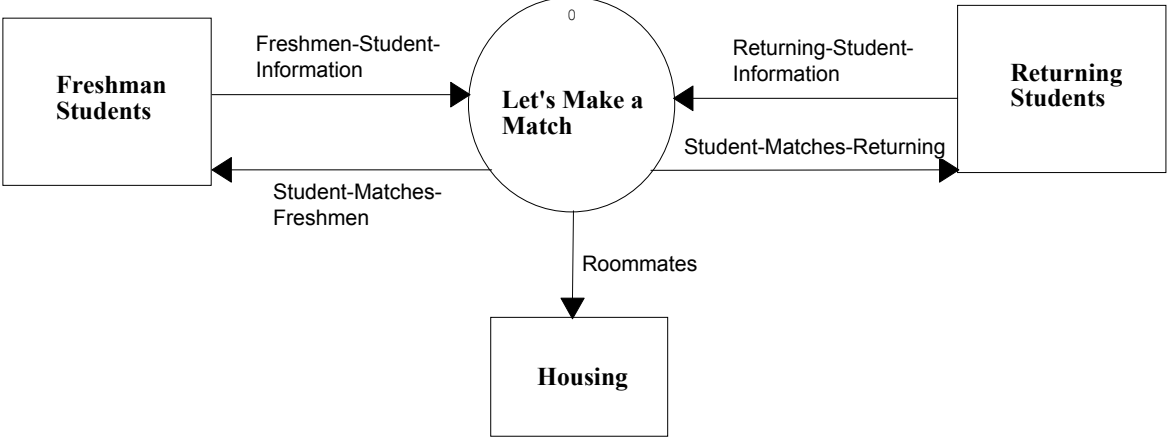 0
Freshmen-Student-
Information
Returning-Student-
Information
Freshman
Students
Let's Make a
Match
Returning
Students
Student-Matches-Returning
Student-Matches-
Freshmen
Roommates
Housing